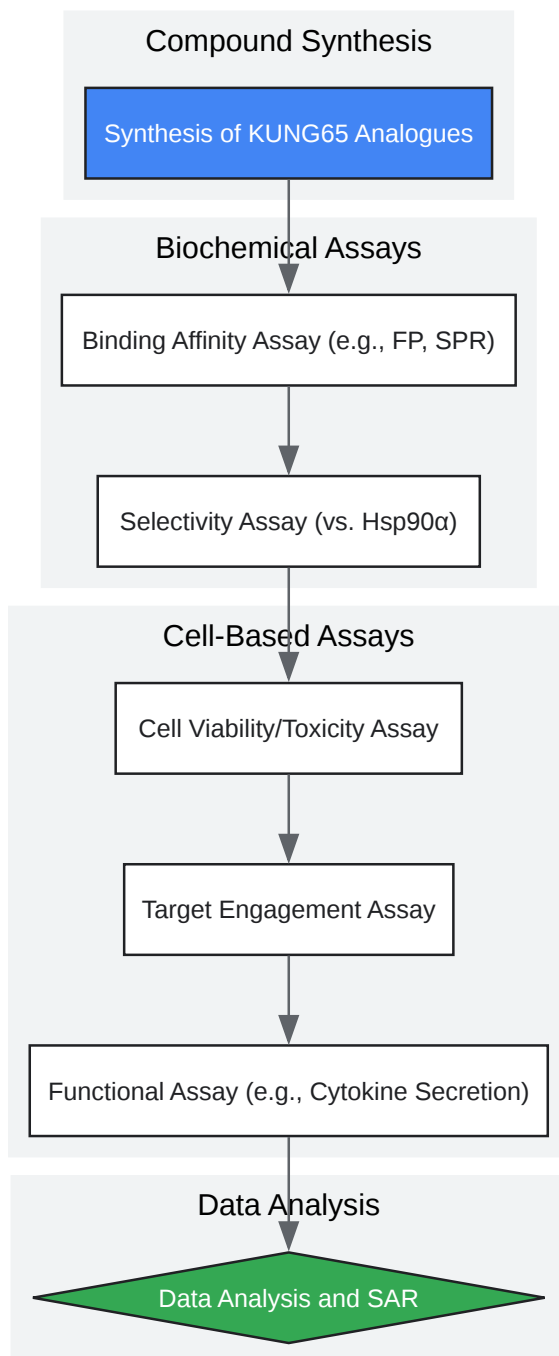 Compound Synthesis
Synthesis of KUNG65 Analogues
Biochemical Assays
Binding Affinity Assay (e.g., FP, SPR)
Selectivity Assay (vs. Hsp90α)
Cell-Based Assays
Cell Viability/Toxicity Assay
Target Engagement Assay
Functional Assay (e.g., Cytokine Secretion)
Data Analysis
Data Analysis and SAR